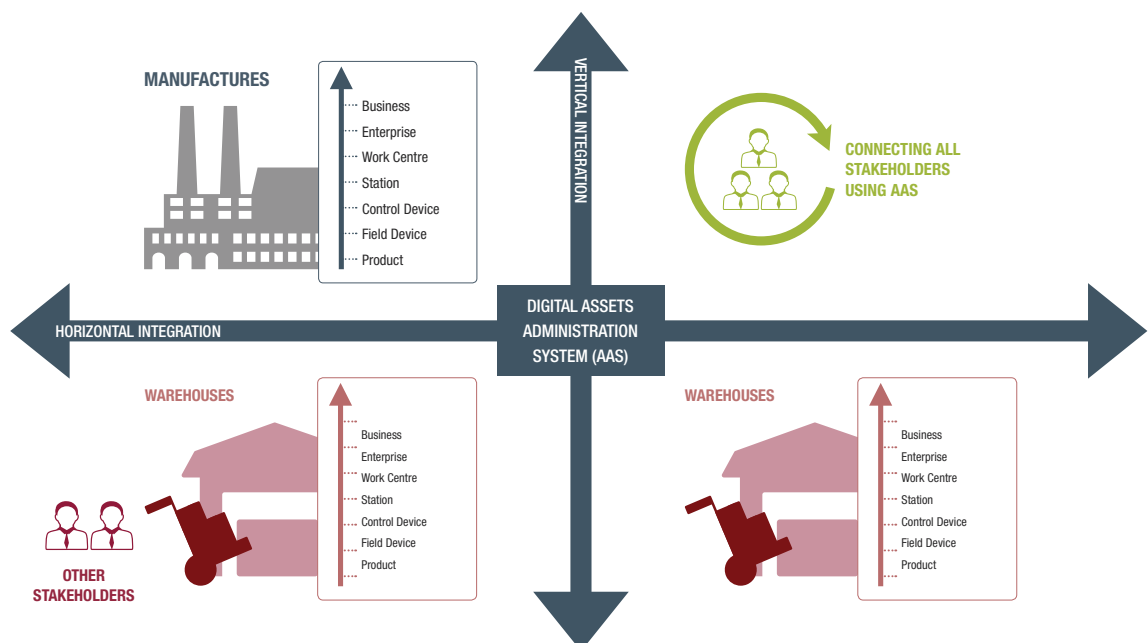 MANUFACTURES
Business
Enterprise
Work Centre
Station
Control Device
Field Device
Product
VERTICAL INTEGRATION
CONNECTING ALL
STAKEHOLDERS
USING AAS
HORIZONTAL INTEGRATION
DIGITAL ASSETS
ADMINISTRATION
SYSTEM (AAS)
WAREHOUSES
Business
Enterprise
Work Centre
Station
Control Device
Field Device
Product
OTHER
STAKEHOLDERS
WAREHOUSES
Business
Enterprise
Work Centre
Station
Control Device
Field Device
Product